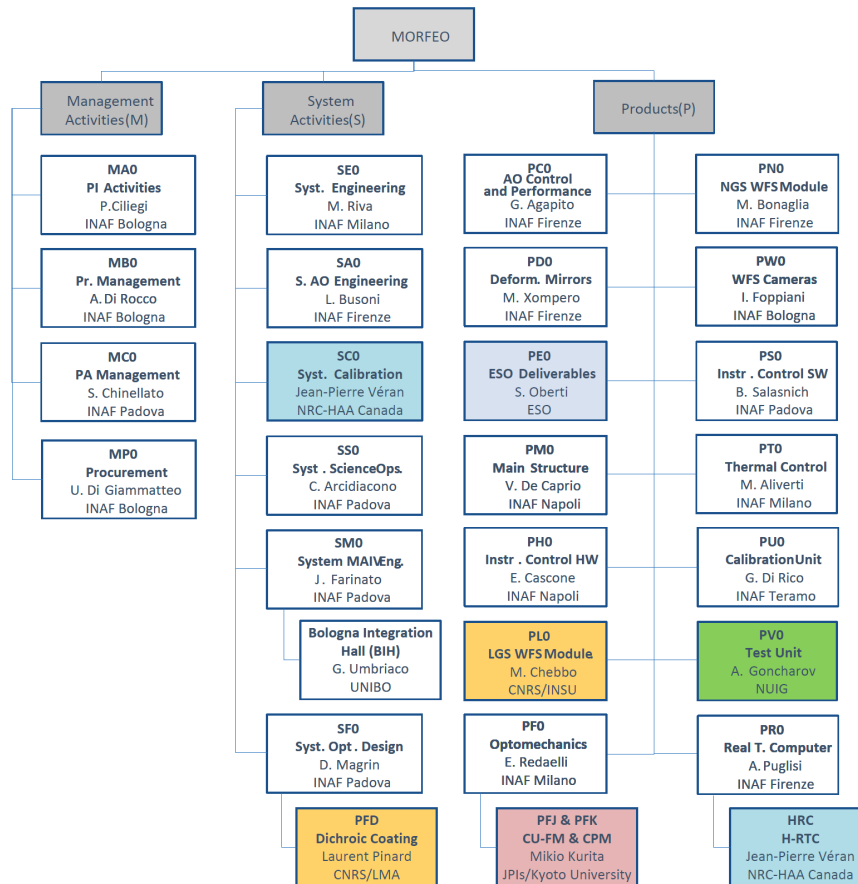 MORFEO
Management
Activities(M)
System
Activities(S)
Products(P)
MA0
PI Activities
P.Ciliegi
INAF Bologna
MB0
Pr. Management
A.Di Rocco
INAF Bologna
MC0
PA Management
S. Chinellato
INAF Padova
MP0
Procurement
U. Di Giammatteo
INAF Bologna
SE0
Syst. Engineering
M. Riva
INAF Milano
SA0
S. AO Engineering
L. Busoni
INAF Firenze
SC0
Syst. Calibration
Jean-Pierre Véran
NRC-HAA Canada
SS0
Syst . ScienceOps.
C. Arcidiacono
INAF Padova
SM0
System MAIVEng.
J . Farinato
INAF Padova
Bologna Integration
Hall (BIH)
G. Umbriaco
UNIBO
SF0
Syst. Opt . Design
D. Magrin
INAF Padova
PFD
Dichroic Coating
Laurent Pinard
CNRS/LMA
PC0
AO Control
and Performance
G. Agapito
INAF Firenze
PD0
Deform. Mirrors
M. Xompero
INAF Firenze
PE0
ESO Deliverables
S. Oberti
ESO
PM0
Main Structure
V. De Caprio
INAF Napoli
PH0
Instr . Control HW
E. Cascone
INAF Napoli
PL0
LGS WFS Module.
M. Chebbo
CNRS/INSU
PF0
Optomechanics
E. Redaelli
INAF Milano
PFJ & PFK
CU-FM & CPM
Mikio Kurita
JPIs/Kyoto University
PN0
NGS WFS Module
M. Bonaglia
INAF Firenze
PW0
WFS Cameras
I. Foppiani
INAF Bologna
PS0
Instr . Control SW
B. Salasnich
INAF Padova
PT0
Thermal Control
M. Aliverti
INAF Milano
PU0
CalibrationUnit
G. Di Rico
INAF Teramo
PV0
Test Unit
A. Goncharov
NUIG
PR0
Real T. Computer
A.Puglisi
INAF Firenze
HRC
H-RTC
Jean-Pierre Véran
NRC-HAA Canada